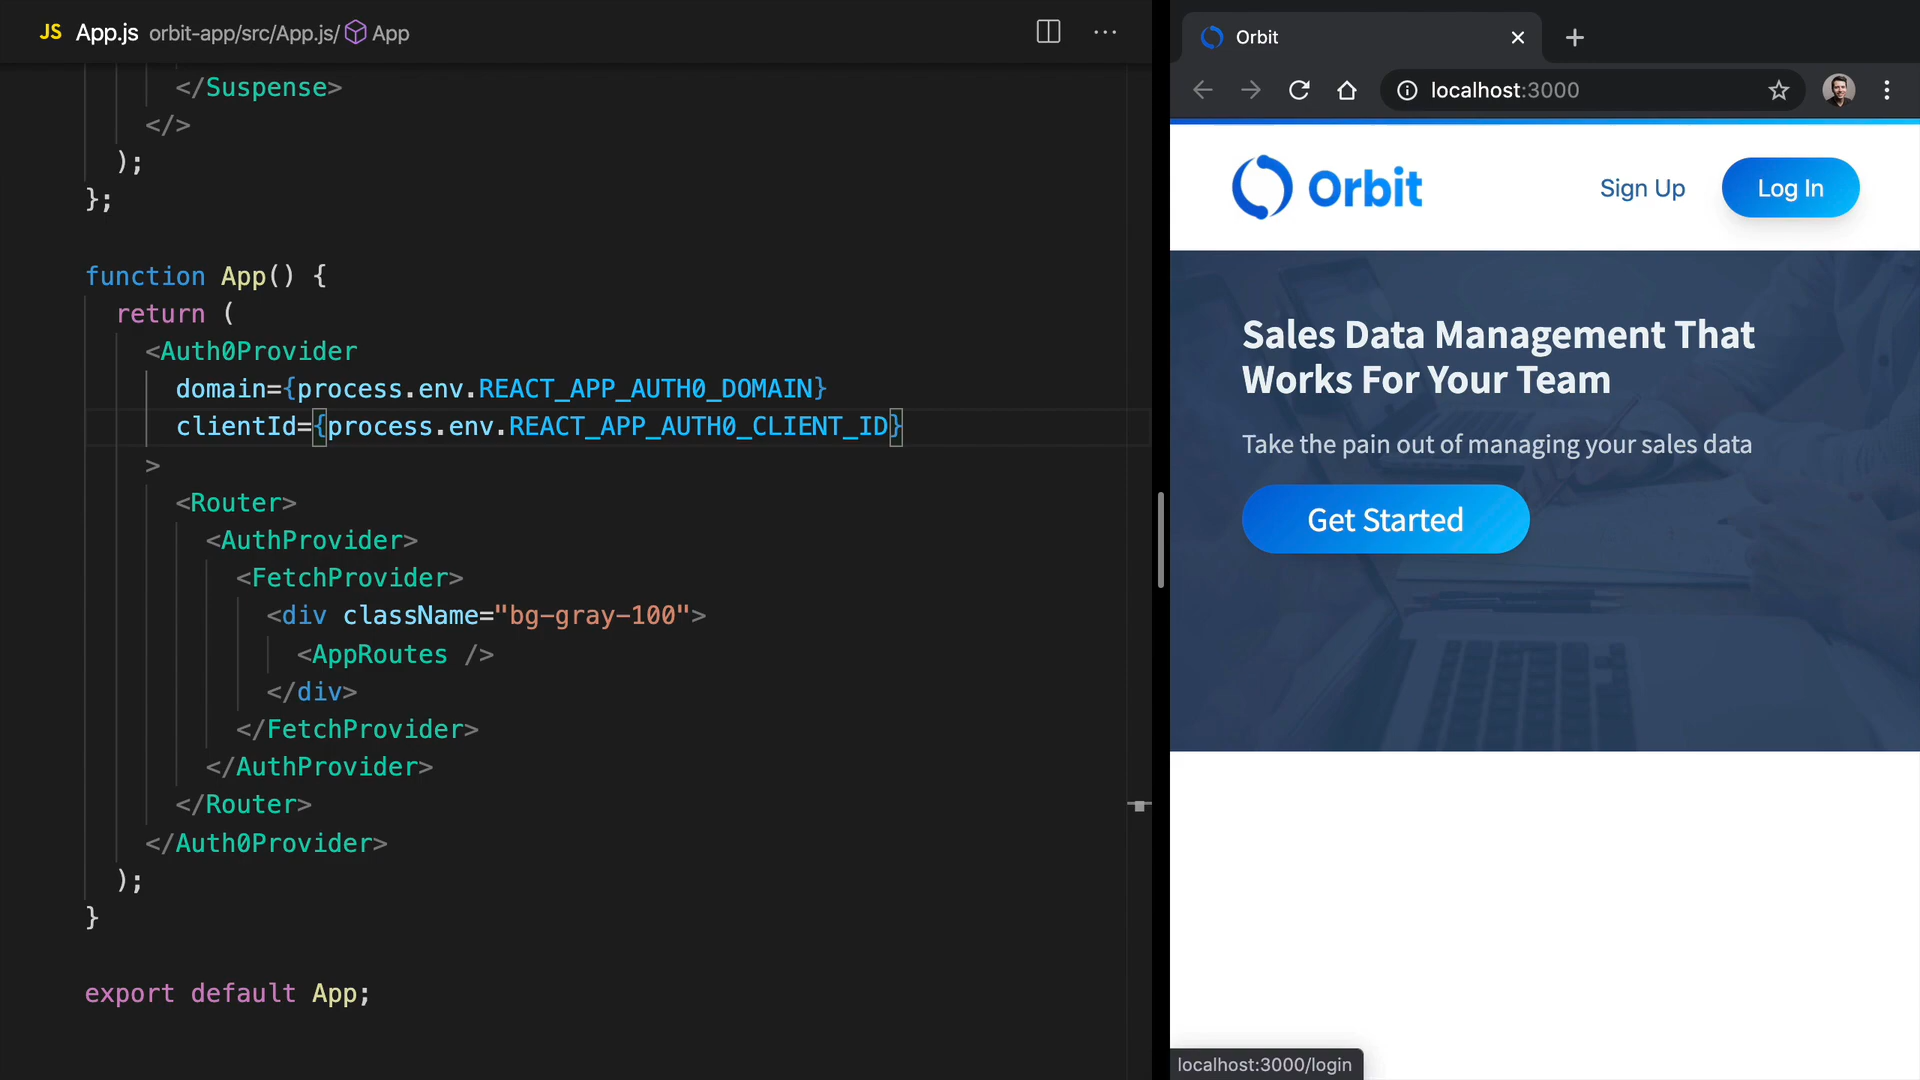 JS App.js orbit-app/src/App.js/ App
</Suspense>
</>
);
};
function App() {
return (
<Auth0Provider
domain={process.env.REACT_APP_AUTH0_DOMAIN}
clientId={process.env.REACT_APP_AUTH0_CLIENT_ID}
>
<Router>
<AuthProvider>
<FetchProvider>
<div className="bg-gray-100">
<AppRoutes />
</div>
</FetchProvider>
</AuthProvider>
</Router>
</Auth0Provider>
);
}
export default App;
Orbit
localhost:3000
Orbit
Sign Up
Log In
Sales Data Management That
Works For Your Team
Take the pain out of managing your sales data
Get Started
localhost:3000/login